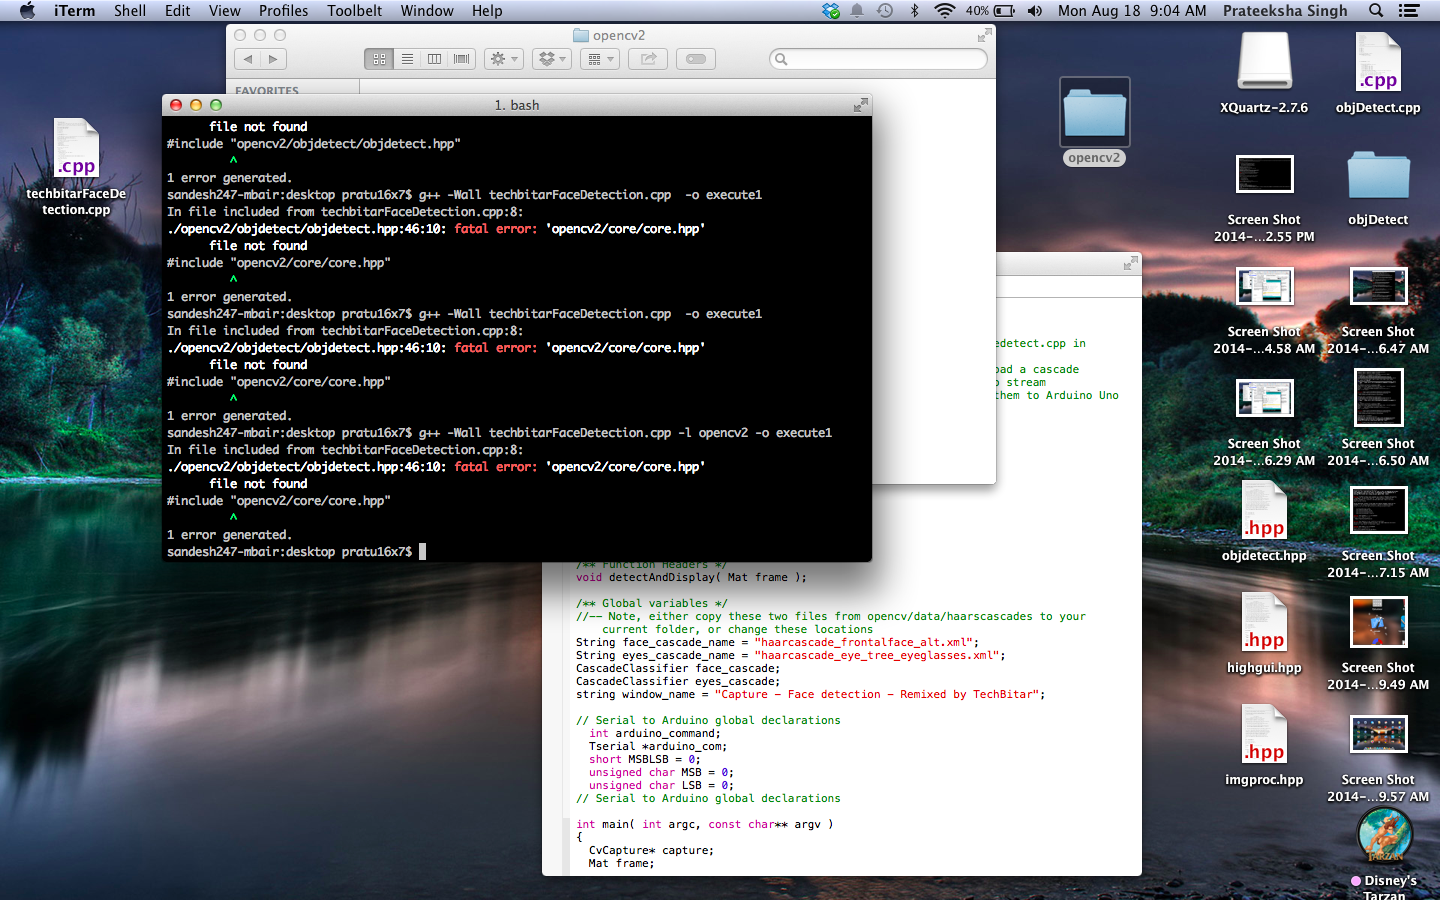 iTerm Shell Edit View Profiles Toolbelt Window Help 40% Mon Aug 18 9:04 AM Prateeksha Singh
opencv2
FAVORITES
1. bash
file not found
#include "opencv2/objdetect/objdetect.hpp"
^
1 error generated.
sandesh247-mbair:desktop pratu16x7$ g++ -Wall techbitarFaceDetection.cpp  -o execute1
In file included from techbitarFaceDetection.cpp:8:
./opencv2/objdetect/objdetect.hpp:46:10: fatal error: 'opencv2/core/core.hpp'
file not found
#include "opencv2/core/core.hpp"
^
1 error generated.
sandesh247-mbair:desktop pratu16x7$ g++ -Wall techbitarFaceDetection.cpp  -o execute1
In file included from techbitarFaceDetection.cpp:8:
./opencv2/objdetect/objdetect.hpp:46:10: fatal error: 'opencv2/core/core.hpp'
file not found
#include "opencv2/core/core.hpp"
^
1 error generated.
sandesh247-mbair:desktop pratu16x7$ g++ -Wall techbitarFaceDetection.cpp -l opencv2 -o execute1
In file included from techbitarFaceDetection.cpp:8:
./opencv2/objdetect/objdetect.hpp:46:10: fatal error: 'opencv2/core/core.hpp'
file not found
#include "opencv2/core/core.hpp"
^
1 error generated.
sandesh247-mbair:desktop pratu16x7$
edetect.cpp in
oad a cascade
o stream
them to Arduino Uno
/** Function Headers */
void detectAndDisplay( Mat frame );
/** Global variables */
//-- Note, either copy these two files from opencv/data/haarscascades to your
current folder, or change these locations
String face_cascade_name = "haarcascade_frontalface_alt.xml";
String eyes_cascade_name = "haarcascade_eye_tree_eyeglasses.xml";
CascadeClassifier face_cascade;
CascadeClassifier eyes_cascade;
string window_name = "Capture - Face detection - Remixed by TechBitar";
// Serial to Arduino global declarations
int arduino_command;
Tserial *arduino_com;
short MSBLSB = 0;
unsigned char MSB = 0;
unsigned char LSB = 0;
// Serial to Arduino global declarations
int main( int argc, const char** argv )
{
CvCapture* capture;
Mat frame;
.cpp
techbitarFaceDe
tection.cpp
opencv2
XQuartz-2.7.6
.cpp
objDetect.cpp
Screen Shot
2014-...2.55 PM
objDetect
Screen Shot
2014-...4.58 AM
Screen Shot
2014-...6.47 AM
Screen Shot
2014-...6.29 AM
Screen Shot
2014-...6.50 AM
.hpp
objdetect.hpp
Screen Shot
2014-...7.15 AM
.hpp
highgui.hpp
Screen Shot
2014-...9.49 AM
.hpp
imgproc.hpp
Screen Shot
2014-...9.57 AM
TARZAN
Disney's
Tarzan